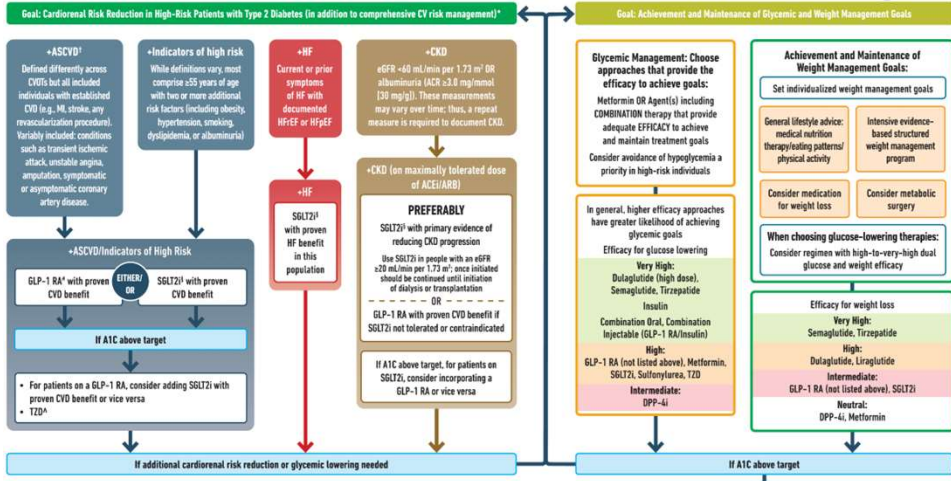 Goal: Cardiorenal Risk Reduction in High-Risk Patients with Type 2 Diabetes (in addition to comprehensive CV risk management)*
+ASCVD†
Defined differently across
CVOTs but all included
individuals with established
CVD (e.g., MI, stroke, any
revascularization procedure).
Variably included: conditions
such as transient ischemic
attack, unstable angina,
amputation, symptomatic
or asymptomatic coronary
artery disease.
+Indicators of high risk
While definitions vary, most
comprise ≥55 years of age
with two or more additional
risk factors (including obesity,
hypertension, smoking,
dyslipidemia, or albuminuria)
+HF
Current or prior
symptoms
of HF with
documented
HFrEF or HFpEF
+CKD
eGFR <60 mL/min per 1.73 m² OR
albuminuria (ACR ≥3.0 mg/mmol
[30 mg/g]). These measurements
may vary over time; thus, a repeat
measure is required to document CKD.
+ASCVD/Indicators of High Risk
GLP-1 RA# with proven
CVD benefit
EITHER/
OR
SGLT2i§ with proven
CVD benefit
If A1C above target
• For patients on a GLP-1 RA, consider adding SGLT2i with
proven CVD benefit or vice versa
• TZD^
+HF
SGLT2i§
with proven
HF benefit
in this
population
+CKD (on maximally tolerated dose
of ACEi/ARB)
PREFERABLY
SGLT2i§ with primary evidence of
reducing CKD progression
Use SGLT2i in people with an eGFR
≥20 mL/min per 1.73 m²; once initiated
should be continued until initiation
of dialysis or transplantation
OR
GLP-1 RA with proven CVD benefit if
SGLT2i not tolerated or contraindicated
If A1C above target, for patients on
SGLT2i, consider incorporating a
GLP-1 RA or vice versa
If additional cardiorenal risk reduction or glycemic lowering needed
Goal: Achievement and Maintenance of Glycemic and Weight Management Goals
Glycemic Management: Choose
approaches that provide the
efficacy to achieve goals:
Metformin OR Agent(s) including
COMBINATION therapy that provide
adequate EFFICACY to achieve
and maintain treatment goals
Consider avoidance of hypoglycemia a
priority in high-risk individuals
In general, higher efficacy approaches
have greater likelihood of achieving
glycemic goals
Efficacy for glucose lowering
Very High:
Dulaglutide (high dose),
Semaglutide, Tirzepatide
Insulin
Combination Oral, Combination
Injectable (GLP-1 RA/Insulin)
High:
GLP-1 RA (not listed above), Metformin,
SGLT2i, Sulfonylurea, TZD
Intermediate:
DPP-4i
Achievement and Maintenance of
Weight Management Goals:
Set individualized weight management goals
General lifestyle advice:
medical nutrition
therapy/eating patterns/
physical activity
Intensive evidence-
based structured
weight management
program
Consider medication
for weight loss
Consider metabolic
surgery
When choosing glucose-lowering therapies:
Consider regimen with high-to-very-high dual
glucose and weight efficacy
Efficacy for weight loss
Very High:
Semaglutide, Tirzepatide
High:
Dulaglutide, Liraglutide
Intermediate:
GLP-1 RA (not listed above), SGLT2i
Neutral:
DPP-4i, Metformin
If A1C above target